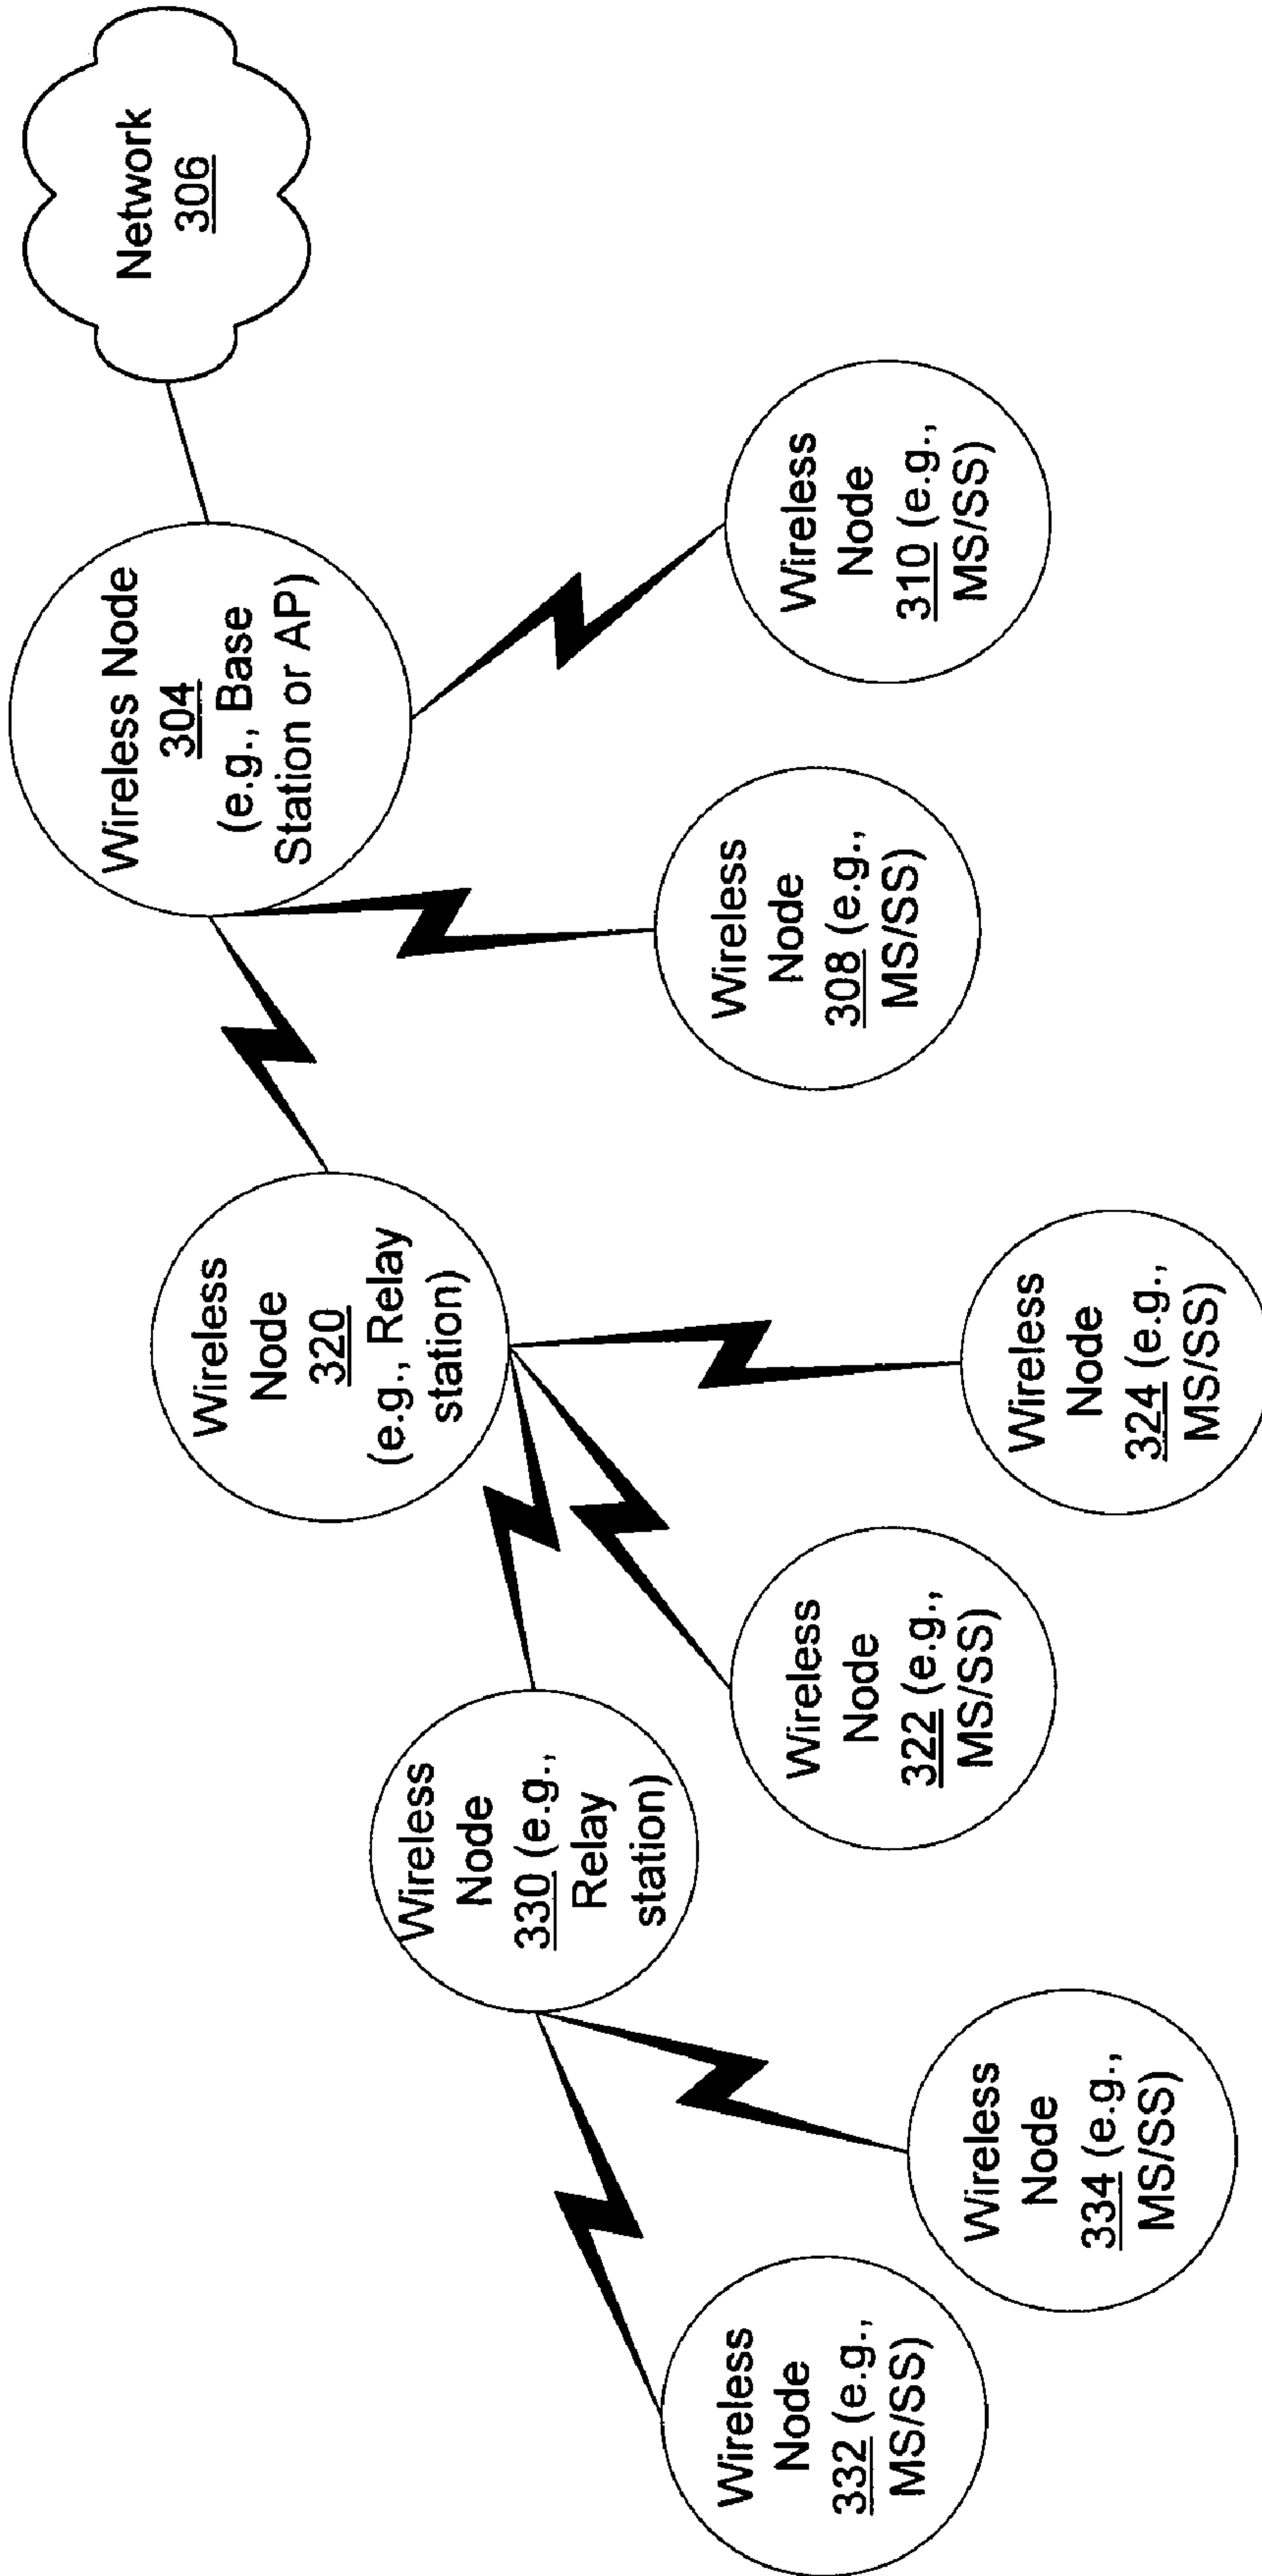 Network
306
Wireless Node
304
(e.g., Base
Station or AP)
Wireless
Node
310 (e.g.,
MS/SS)
Wireless
Node
308 (e.g.,
MS/SS)
Wireless
Node
320
(e.g., Relay
station)
Wireless
Node
324 (e.g.,
MS/SS)
Wireless
Node
322 (e.g.,
MS/SS)
Wireless
Node
330 (e.g.,
Relay
station)
Wireless
Node
334 (e.g.,
MS/SS)
Wireless
Node
332 (e.g.,
MS/SS)